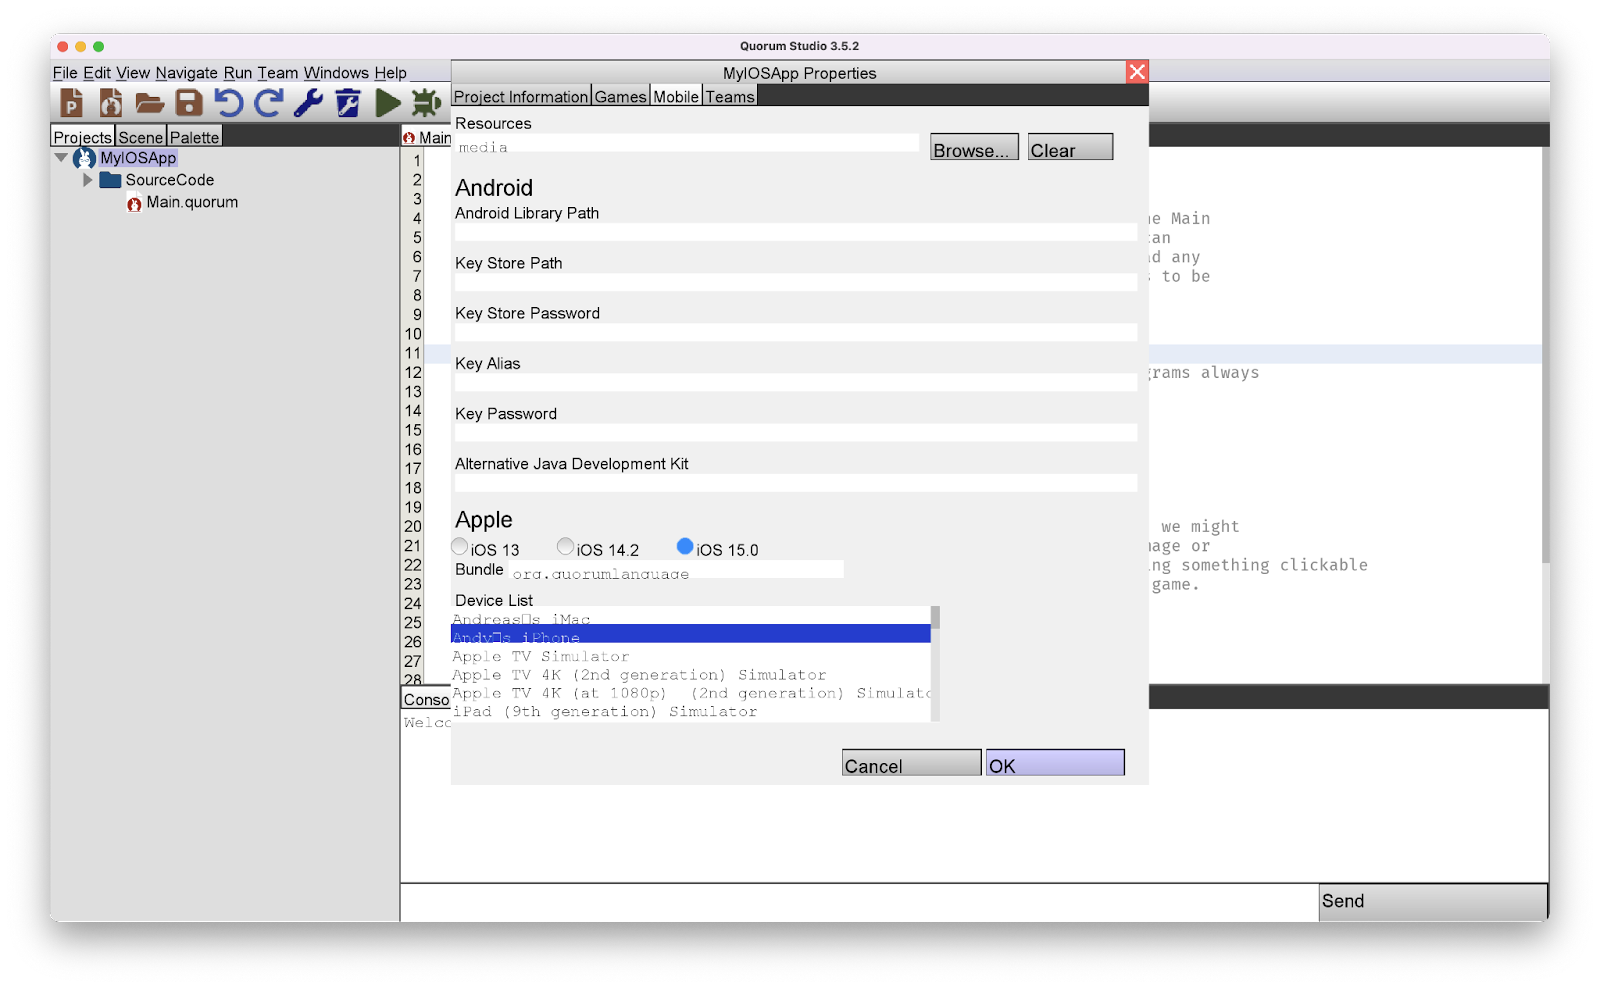 Quorum Studio 3.5.2
File Edit View Navigate Run Team Windows Help
MyIOSApp Properties
Project Information Games Mobile Teams
Projects Scene Palette
Main
MyIOSApp
SourceCode
Main.quorum
1
2
3
4
5
6
7
8
9
10
11
12
13
14
15
16
17
18
19
20
21
22
23
24
25
26
27
28
Resources
media
Browse...
Clear
Android
Android Library Path
Key Store Path
Key Store Password
Key Alias
Key Password
Alternative Java Development Kit
Apple
iOS 13
iOS 14.2
iOS 15.0
Bundle org.quorumlanguage
Device List
Andreas□s iMac
Andy□s iPhone
Apple TV Simulator
Apple TV 4K (2nd generation) Simulator
Apple TV 4K (at 1080p) (2nd generation) Simulato
iPad (9th generation) Simulator
Cancel
OK
Main
any
to be
always
we might
or
something clickable
game.
Conso
Welco
Send